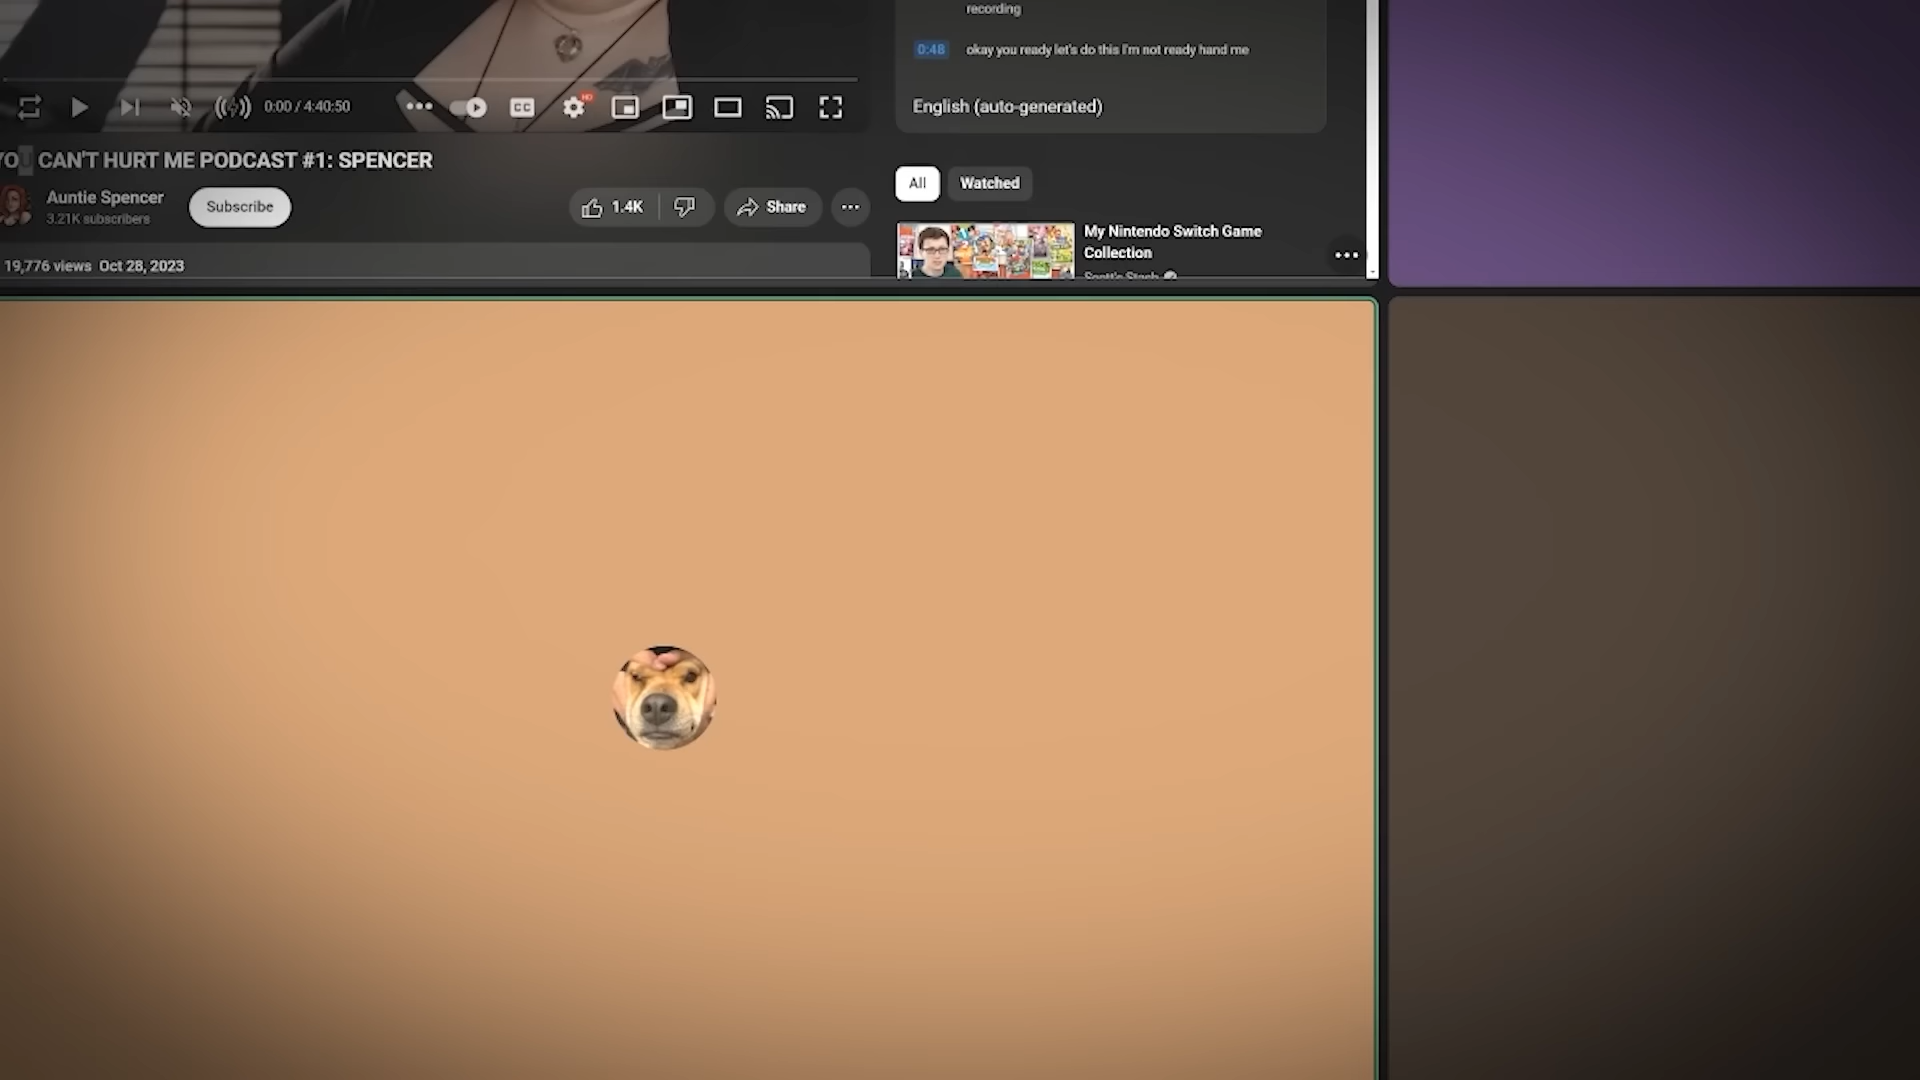 recording
0:48 okay you ready let's do this I'm not ready hand me
English (auto-generated)
0:00 / 4:40:50
CC
HD
CAN'T HURT ME PODCAST #1: SPENCER
Auntie Spencer
3.21K subscribers
Subscribe
1.4K
Share
19,776 views Oct 28, 2023
All
Watched
My Nintendo Switch Game
Collection